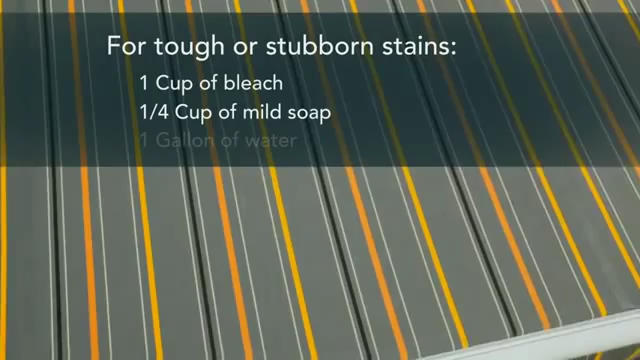 For tough or stubborn stains:
1 Cup of bleach
1/4 Cup of mild soap
1 Gallon of water